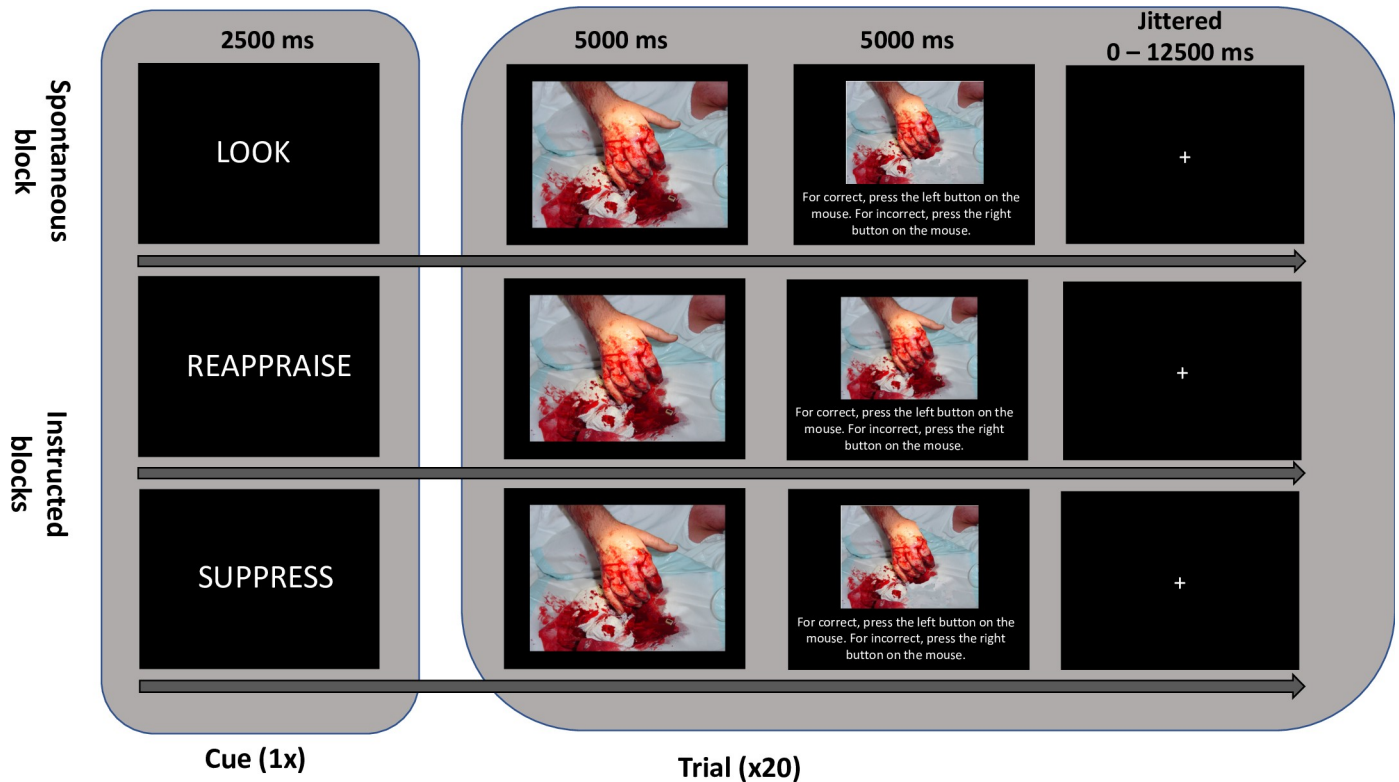 2500 ms
5000 ms
5000 ms
Jittered
0 – 12500 ms
Spontaneous
block
LOOK
For correct, press the left button on the
mouse. For incorrect, press the right
button on the mouse.
+
Instructed
blocks
REAPPRAISE
For correct, press the left button on the
mouse. For incorrect, press the right
button on the mouse.
+
SUPPRESS
For correct, press the left button on the
mouse. For incorrect, press the right
button on the mouse.
+
Cue (1x)
Trial (x20)